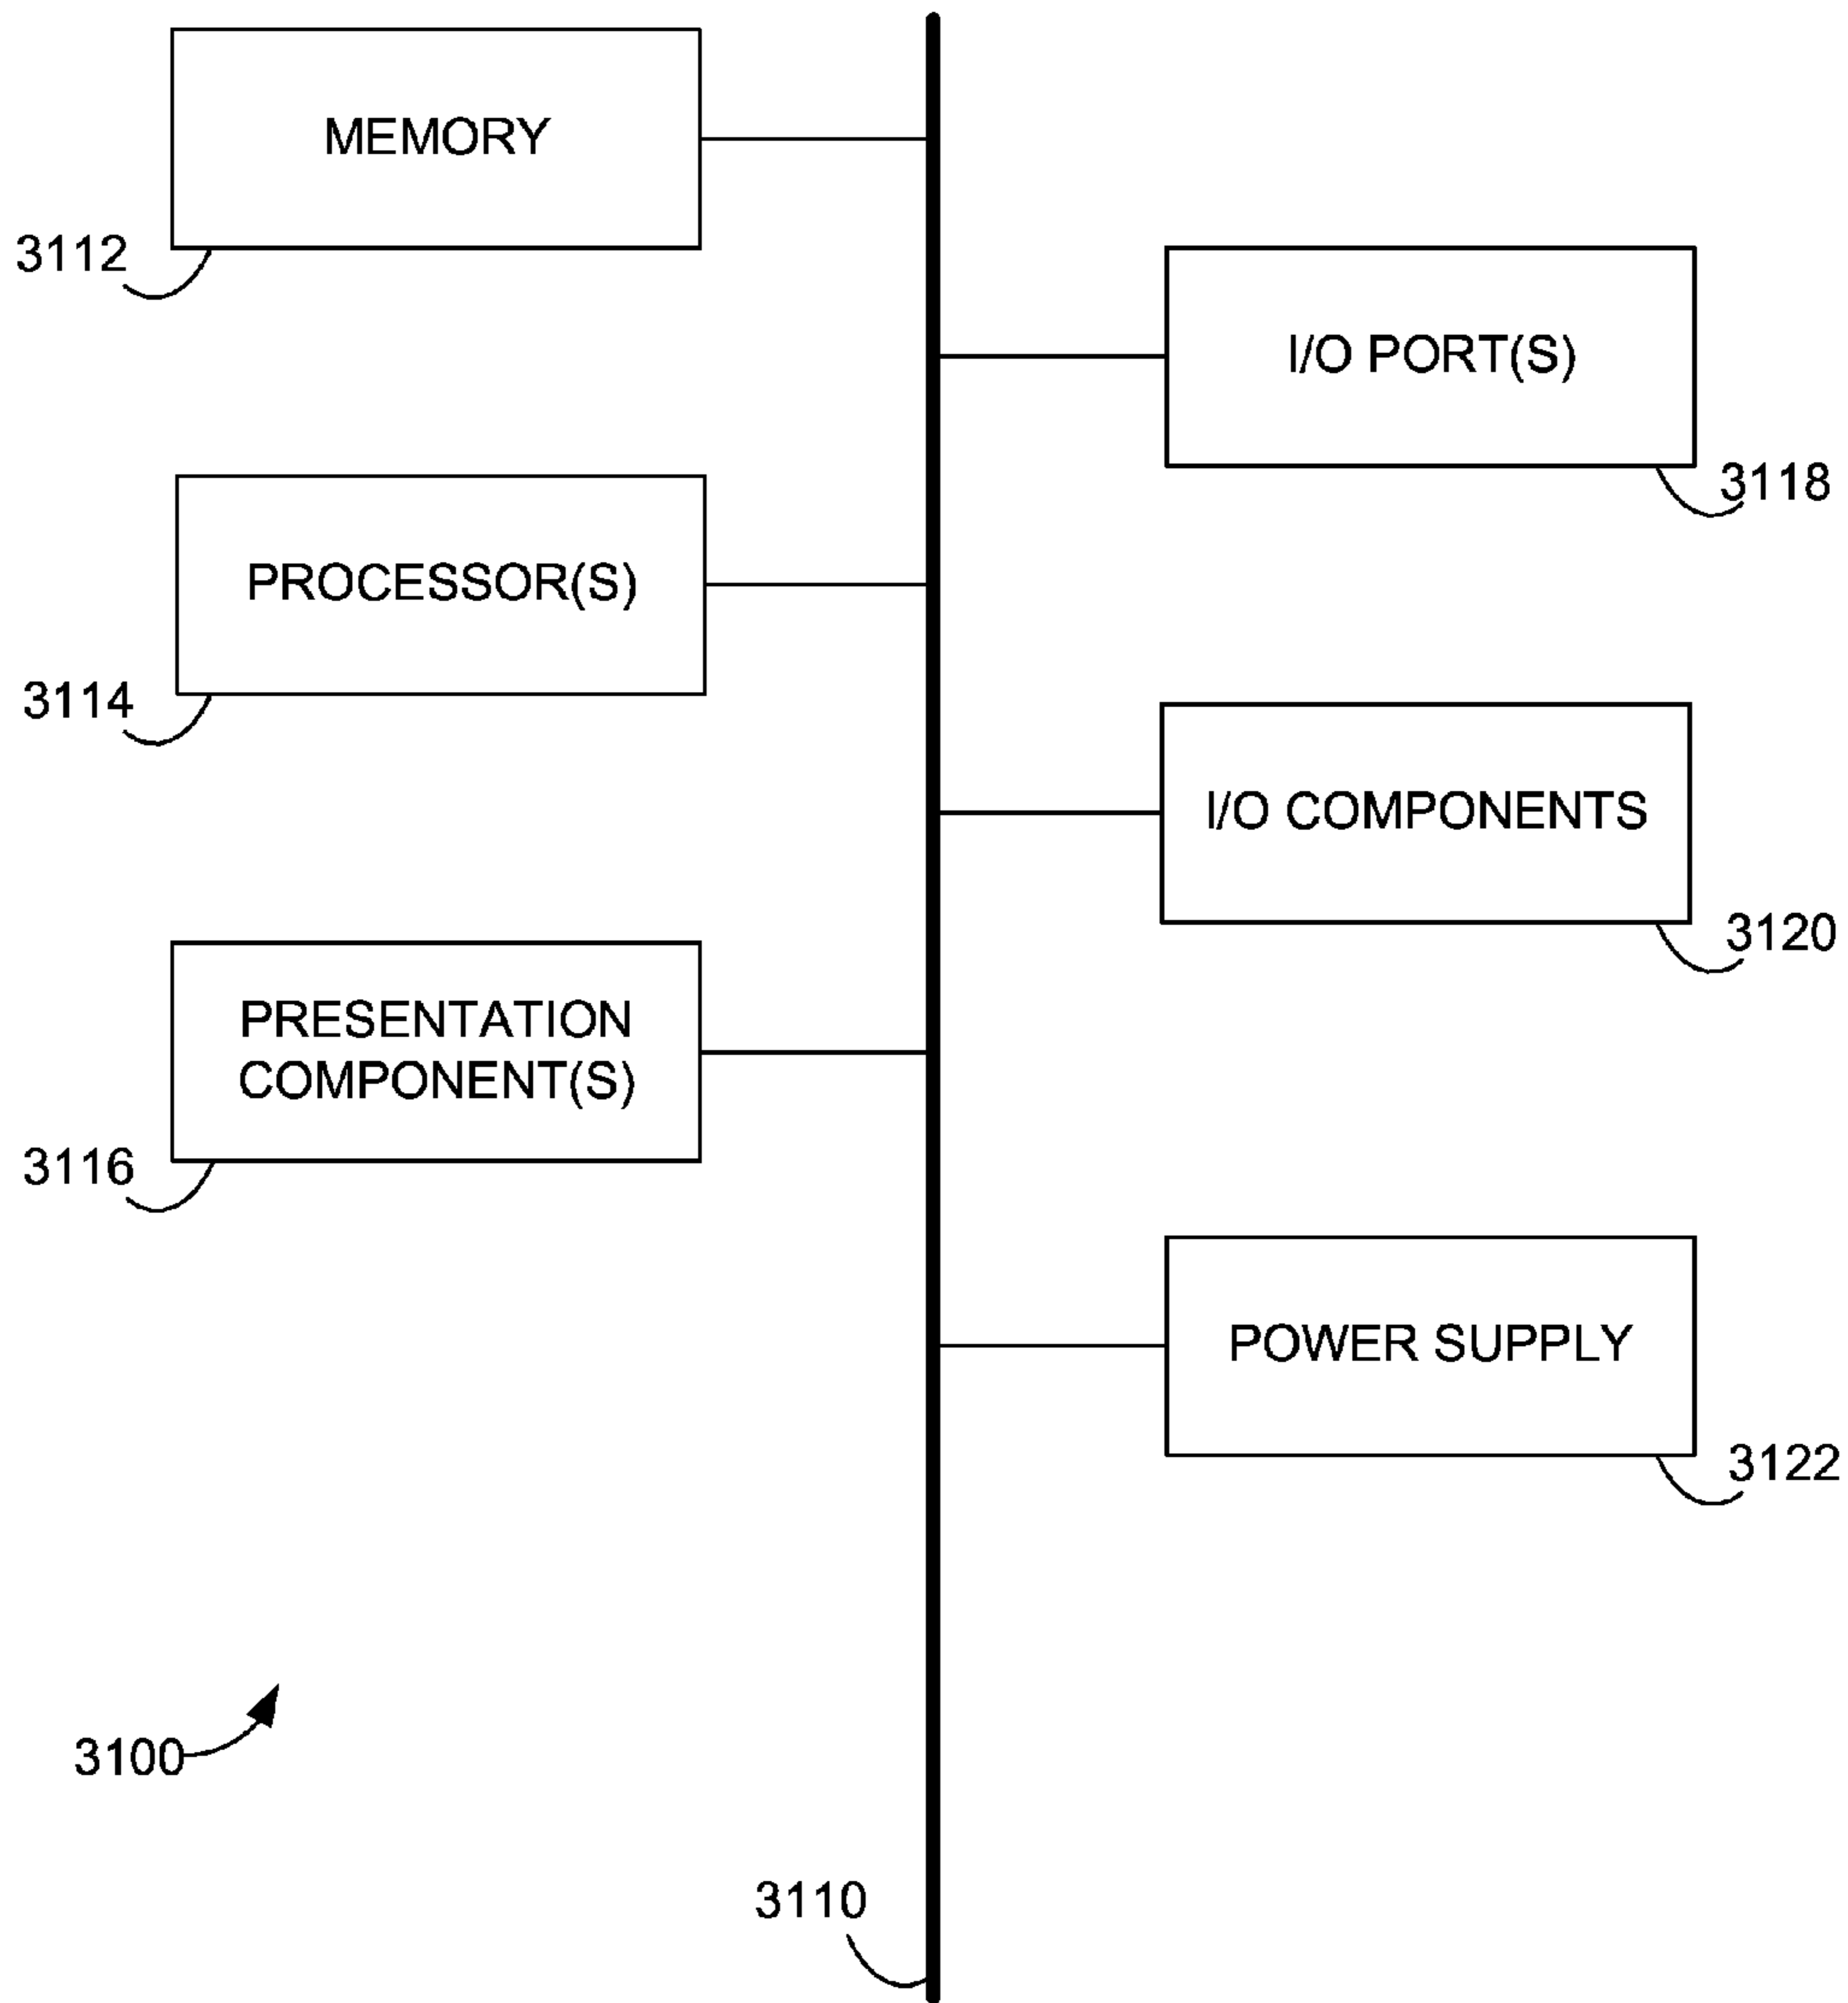 MEMORY
3112
I/O PORT(S)
3118
PROCESSOR(S)
3114
I/O COMPONENTS
3120
PRESENTATION
COMPONENT(S)
3116
POWER SUPPLY
3122
3100
3110